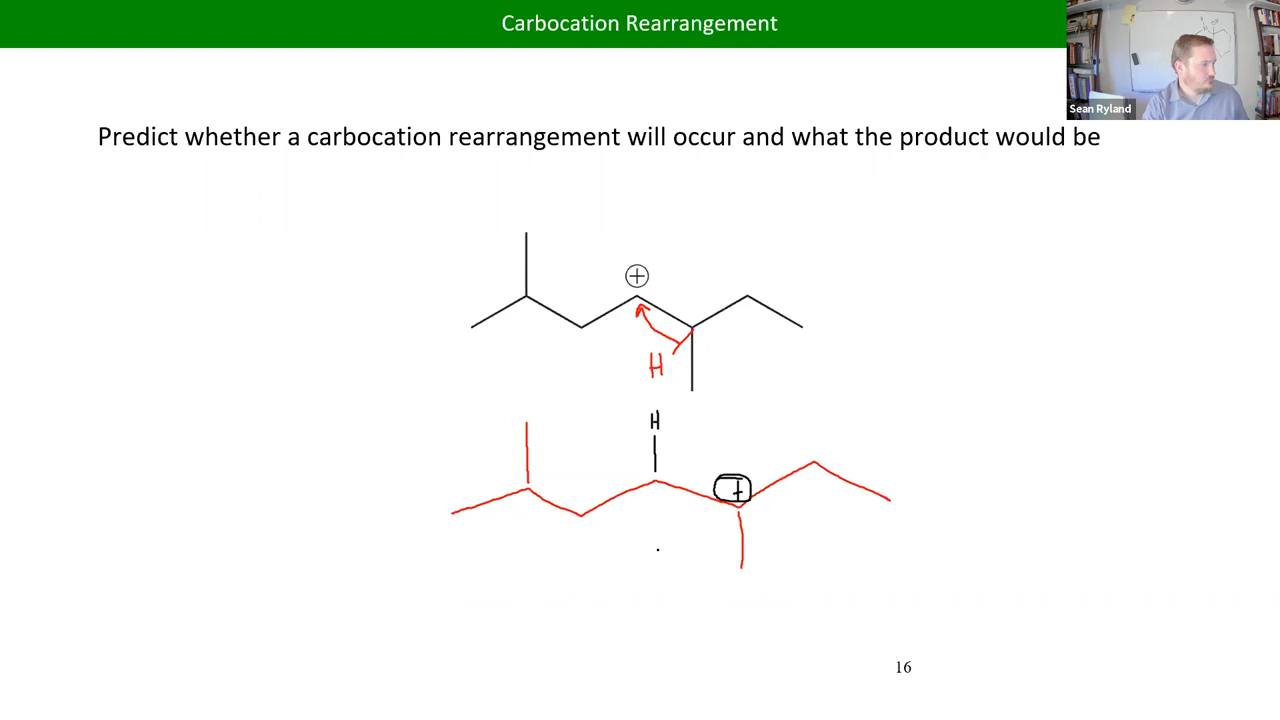 Carbocation Rearrangement
Sean Ryland
Predict whether a carbocation rearrangement will occur and what the product would be
+
H
H
+
16